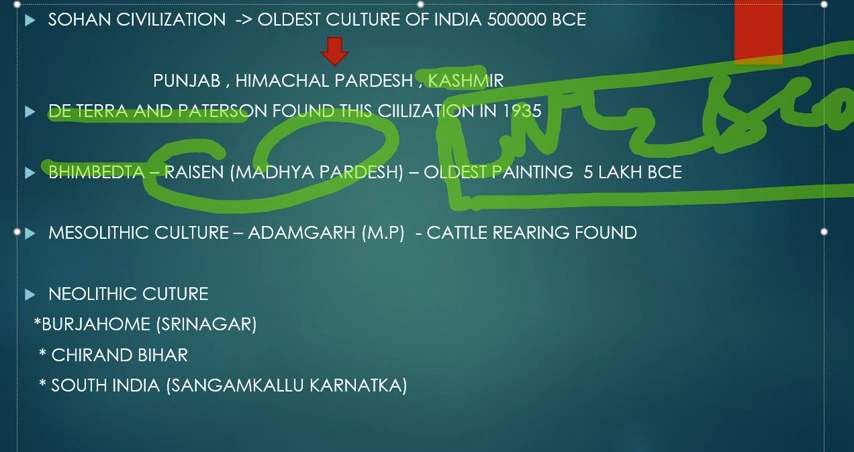 SOHAN CIVILIZATION -> OLDEST CULTURE OF INDIA 500000 BCE
PUNJAB , HIMACHAL PARDESH , KASHMIR
DE TERRA AND PATERSON FOUND THIS CIILIZATION IN 1935
BHIMBEDTA – RAISEN (MADHYA PARDESH) – OLDEST PAINTING 5 LAKH BCE
MESOLITHIC CULTURE – ADAMGARH (M.P) - CATTLE REARING FOUND
NEOLITHIC CUTURE
*BURJAHOME (SRINAGAR)
* CHIRAND BIHAR
* SOUTH INDIA (SANGAMKALLU KARNATKA)